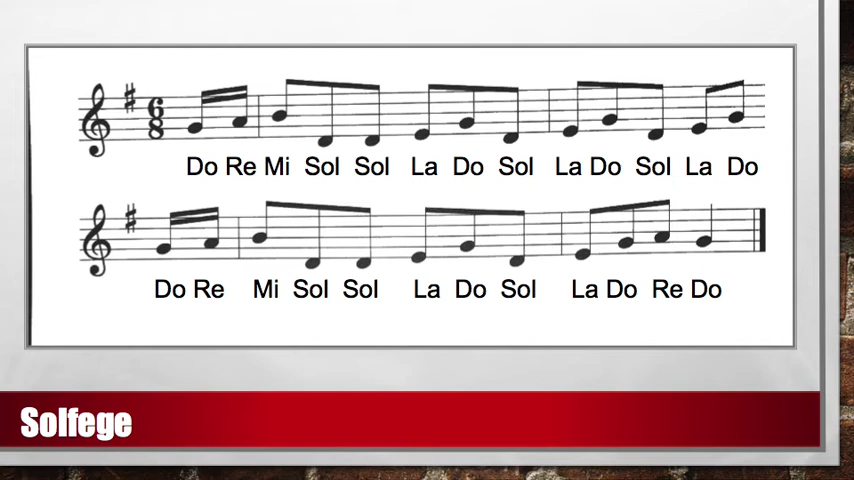 6
8
Do Re Mi Sol Sol La Do Sol La Do Sol La Do
Do Re Mi Sol Sol La Do Sol La Do Re Do
Solfege